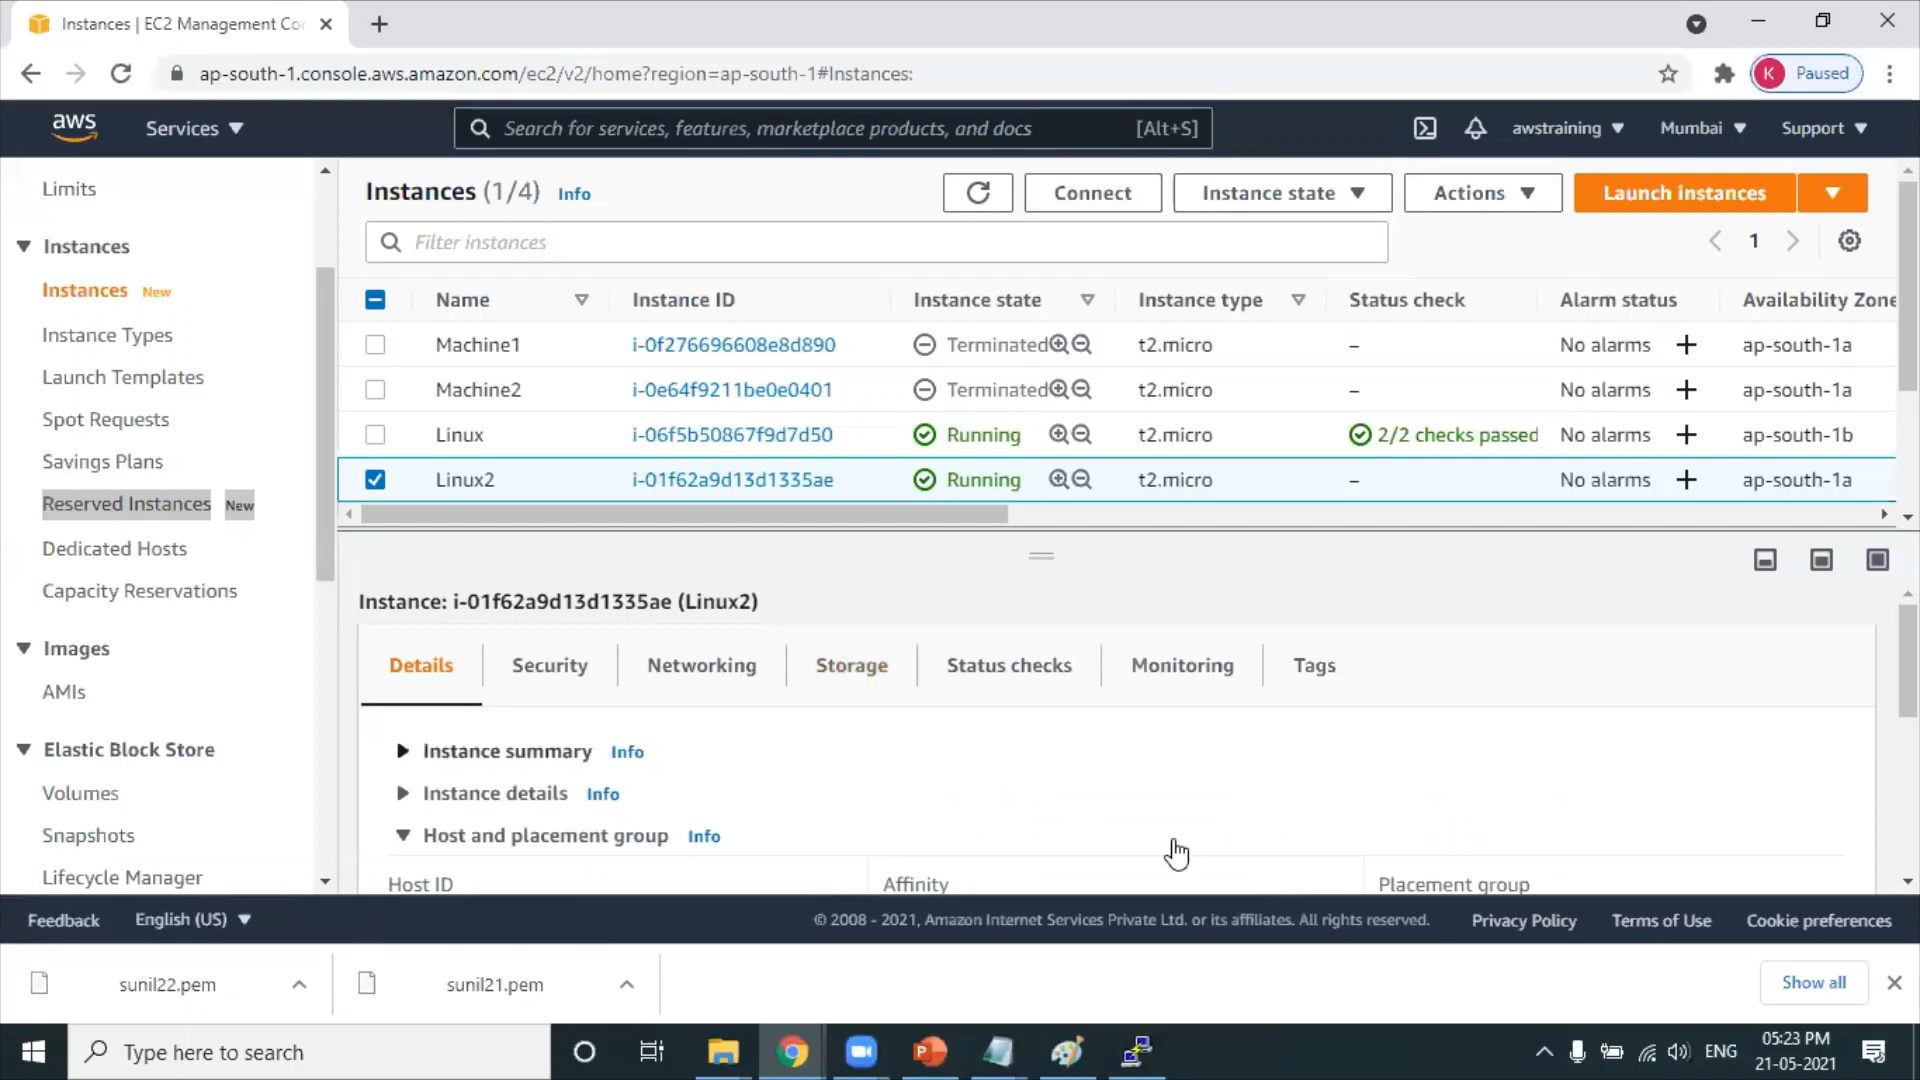 Instances | EC2 Management Co
ap-south-1.console.aws.amazon.com/ec2/v2/home?region=ap-south-1#Instances:
K Paused
aws Services Search for services, features, marketplace products, and docs [Alt+S] awstraining Mumbai Support
Limits
Instances
Instances New
Instance Types
Launch Templates
Spot Requests
Savings Plans
Reserved Instances New
Dedicated Hosts
Capacity Reservations
Images
AMIs
Elastic Block Store
Volumes
Snapshots
Lifecycle Manager
Instances (1/4) Info Connect Instance state Actions Launch instances
Filter instances 1
Name Instance ID Instance state Instance type Status check Alarm status Availability Zone
Machine1 i-0f276696608e8d890 Terminated t2.micro – No alarms + ap-south-1a
Machine2 i-0e64f9211be0e0401 Terminated t2.micro – No alarms + ap-south-1a
Linux i-06f5b50867f9d7d50 Running t2.micro 2/2 checks passed No alarms + ap-south-1b
Linux2 i-01f62a9d13d1335ae Running t2.micro – No alarms + ap-south-1a
Instance: i-01f62a9d13d1335ae (Linux2)
Details Security Networking Storage Status checks Monitoring Tags
Instance summary Info
Instance details Info
Host and placement group Info
Host ID Affinity Placement group
Feedback English (US) © 2008 - 2021, Amazon Internet Services Private Ltd. or its affiliates. All rights reserved. Privacy Policy Terms of Use Cookie preferences
sunil22.pem sunil21.pem Show all
Type here to search ENG 05:23 PM
21-05-2021